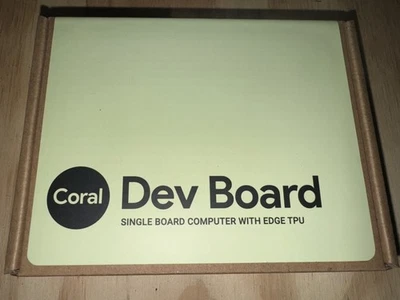 Coral Dev Board
SINGLE BOARD COMPUTER WITH EDGE TPU